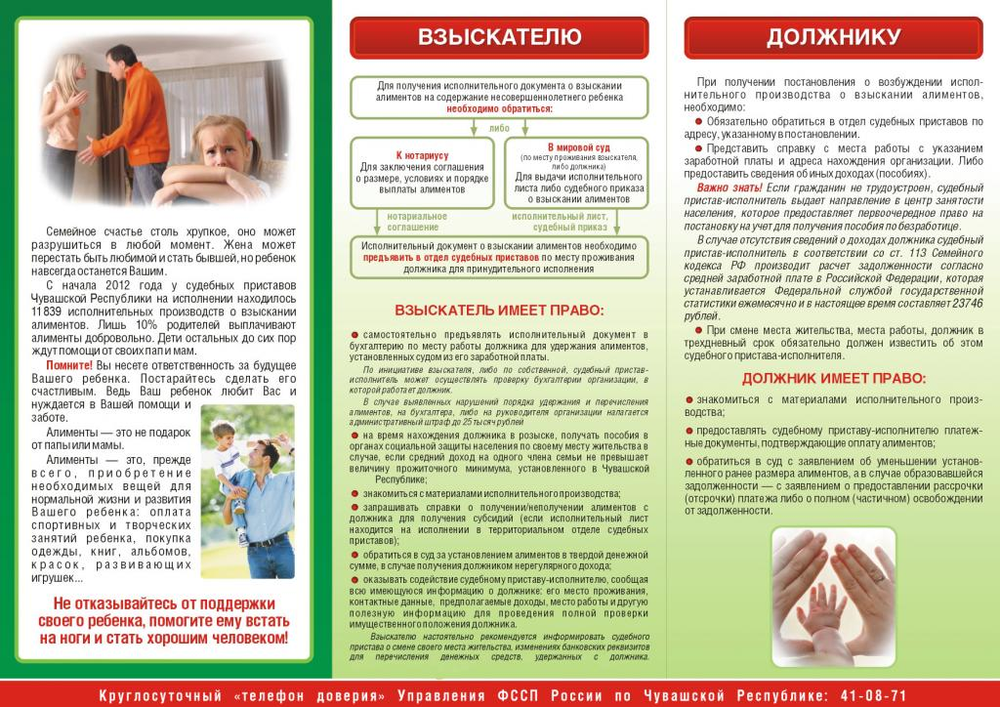 Семейное счастье столь хрупкое, оно может
разрушиться в любой момент. Жена может
перестать быть любимой и стать бывшей, но ребенок
навсегда останется Вашим.
С начала 2012 года у судебных приставов
Чувашской Республики на исполнении находилось
11839 исполнительных производств о взыскании
алиментов. Лишь 10% родителей выплачивают
алименты добровольно. Дети остальных до сих пор
ждут помощи от своих пап и мам.
Помните! Вы несете ответственность за будущее
Вашего ребенка. Постарайтесь сделать его
счастливым. Ведь Ваш ребенок любит Вас и
нуждается в Вашей помощи и
заботе.
Алименты — это не подарок
от папы или мамы.
Алименты — это, прежде
всего, приобретение
необходимых вещей для
нормальной жизни и развития
Вашего ребенка: оплата
спортивных и творческих
занятий ребенка, покупка
одежды, книг, альбомов,
красок, развивающих
игрушек...
Не отказывайтесь от поддержки
своего ребенка, помогите ему встать
на ноги и стать хорошим человеком!
ВЗЫСКАТЕЛЮ
Для получения исполнительного документа о взыскании
алиментов на содержание несовершеннолетего ребенка
необходимо обратиться:
либо
К нотариусу
Для заключения соглашения
о размере, условиях и порядке
выплаты алиментов
В мировой суд
(по месту проживания взыскателя,
либо должника)
Для выдачи исполнительного
листа либо судебного приказа
о взыскании алиментов
нотариальное
соглашение
исполнительный лист,
судебный приказ
Исполнительный документ о взыскании алиментов необходимо
предъявить в отдел судебных приставов по месту проживания
должника для принудительного исполнения
ВЗЫСКАТЕЛЬ ИМЕЕТ ПРАВО:
● самостоятельно предъявлять исполнительный документ в
бухгалтерию по месту работы должника для удержания алиментов,
установленных судом из его заработной платы.
По инициативе взыскателя, либо по собственной, судебный пристав-
исполнитель может осуществлять проверку бухгалтерии организации, в
которой работает должник.
В случае выявленных нарушений порядка удержания и перечисления
алиментов, на бухгалтера, либо на руководителя организации налагается
административный штраф до 25 тысяч рублей
● на время нахождения должника в розыске, получать пособия в
органах социальной защиты населения по своему месту жительства в
случае, если средний доход на одного члена семьи не превышает
величину прожиточного минимума, установленного в Чувашской
Республике;
● знакомиться с материалами исполнительного производства;
● запрашивать справки о получении/неполучении алиментов с
должника для получения субсидий (если исполнительный лист
находится на исполнении в территориальном отделе судебных
приставов);
● обратиться в суд за установлением алиментов в твердой денежной
сумме, в случае получения должником нерегулярного дохода;
● оказывать содействие судебному приставу-исполнителю, сообщая
всю имеющуюся информацию о должнике: его место проживания,
контактные данные, предполагаемые доходы, место работы и другую
полезную информацию для проведения полной проверки
имущественного положения должника.
Взыскателю настоятельно рекомендуется информировать судебного
пристава о смене своего места жительства, изменениях банковских реквизитов
для перечисления денежных средств, удержанных с должника.
ДОЛЖНИКУ
При получении постановления о возбуждении испол-
нительного производства о взыскании алиментов,
необходимо:
● Обязательно обратиться в отдел судебных приставов по
адресу, указанному в постановлении.
● Представить справку с места работы с указанием
заработной платы и адреса нахождения организации. Либо
предоставить сведения об иных доходах (пособиях).
Важно знать! Если гражданин не трудоустроен, судебный
пристав-исполнитель выдает направление в центр занятости
населения, которое предоставляет первоочередное право на
постановку на учет для получения пособия по безработице.
В случае отсутствия сведений о доходах должника судебный
пристав-исполнитель в соответствии со ст. 113 Семейного
кодекса РФ производит расчет задолженности согласно
средней заработной плате в Российской Федерации, которая
устанавливается Федеральной службой государственной
статистики ежемесячно и в настоящее время составляет 23746
рублей.
● При смене места жительства, места работы, должник в
трехдневный срок обязательно должен известить об этом
судебного пристава-исполнителя.
ДОЛЖНИК ИМЕЕТ ПРАВО:
● знакомиться с материалами исполнительного произ-
водства;
● предоставлять судебному приставу-исполнителю платеж-
ные документы, подтверждающие оплату алиментов;
● обратиться в суд с заявлением об уменьшении установ-
ленного ранее размера алиментов, а в случае образовавшейся
задолженности — с заявлением о предоставлении рассрочки
(отсрочки) платежа либо о полном (частичном) освобождении
от задолженности.
Круглосуточный «телефон доверия» Управления ФССП России по Чувашской Республике: 41-08-71